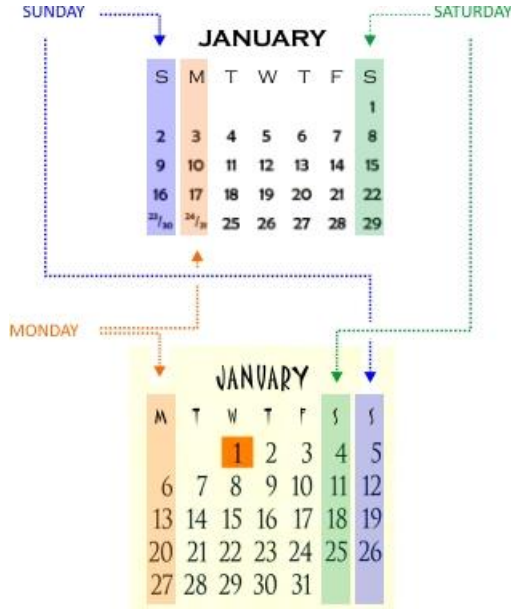 SUNDAY
SATURDAY
JANUARY
S M T W T F S
1
2 3 4 5 6 7 8
9 10 11 12 13 14 15
16 17 18 19 20 21 22
23/30 24/31 25 26 27 28 29
MONDAY
JANUARY
M T W T F S S
1 2 3 4 5
6 7 8 9 10 11 12
13 14 15 16 17 18 19
20 21 22 23 24 25 26
27 28 29 30 31